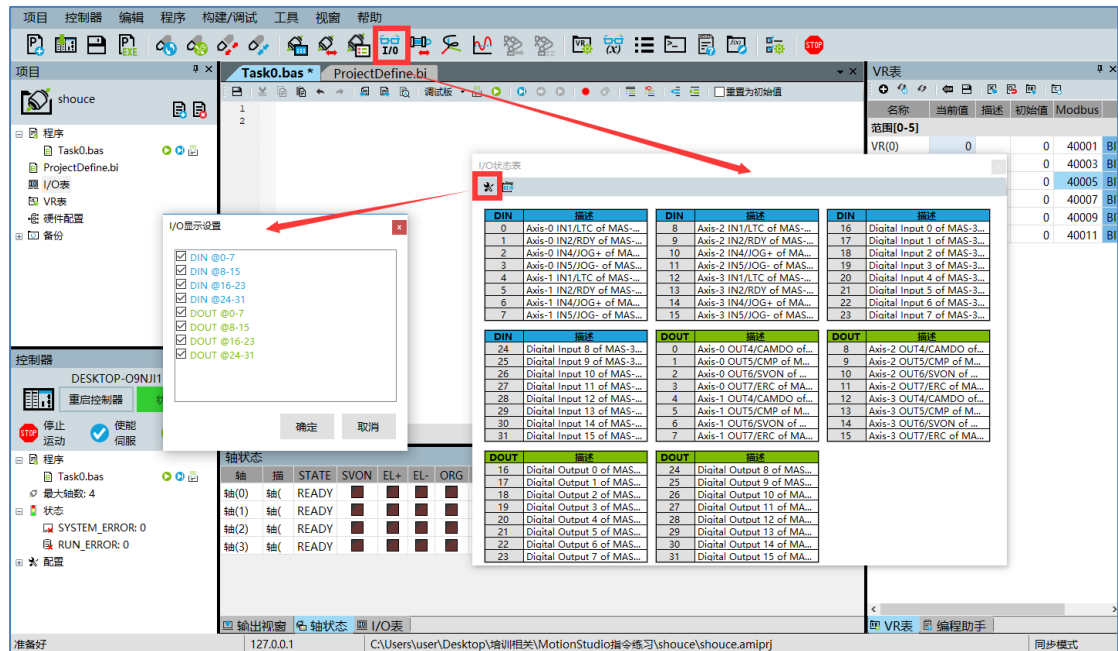 项目 控制器 编辑 程序 构建/调试 工具 视窗 帮助
P EXE I/O VR (x) STOP
项目
shouce
程序
Task0.bas
ProjectDefine.bi
I/O表
VR表
硬件配置
备份
Task0.bas * ProjectDefine.bi
调试版 重置为初始值
1
2
VR表
名称 当前值 描述 初始值 Modbus
范围[0-5]
VR(0) 0 0 40001 BI
0 40003 BI
0 40005 BI
0 40007 BI
0 40009 BI
0 40011 BI
I/O状态表
DIN 描述
0 Axis-0 IN1/LTC of MAS-...
1 Axis-0 IN2/RDY of MAS-...
2 Axis-0 IN4/JOG+ of MA...
3 Axis-0 IN5/JOG- of MAS...
4 Axis-1 IN1/LTC of MAS-...
5 Axis-1 IN2/RDY of MAS-...
6 Axis-1 IN4/JOG+ of MA...
7 Axis-1 IN5/JOG- of MAS...
DIN 描述
8 Axis-2 IN1/LTC of MAS-...
9 Axis-2 IN2/RDY of MAS-...
10 Axis-2 IN4/JOG+ of MA...
11 Axis-2 IN5/JOG- of MAS...
12 Axis-3 IN1/LTC of MAS-...
13 Axis-3 IN2/RDY of MAS-...
14 Axis-3 IN4/JOG+ of MA...
15 Axis-3 IN5/JOG- of MAS...
DIN 描述
16 Digital Input 0 of MAS-3...
17 Digital Input 1 of MAS-3...
18 Digital Input 2 of MAS-3...
19 Digital Input 3 of MAS-3...
20 Digital Input 4 of MAS-3...
21 Digital Input 5 of MAS-3...
22 Digital Input 6 of MAS-3...
23 Digital Input 7 of MAS-3...
DIN 描述
24 Digital Input 8 of MAS-3...
25 Digital Input 9 of MAS-3...
26 Digital Input 10 of MAS-...
27 Digital Input 11 of MAS-...
28 Digital Input 12 of MAS-...
29 Digital Input 13 of MAS-...
30 Digital Input 14 of MAS-...
31 Digital Input 15 of MAS-...
DOUT 描述
0 Axis-0 OUT4/CAMDO of...
1 Axis-0 OUT5/CMP of M...
2 Axis-0 OUT6/SVON of ...
3 Axis-0 OUT7/ERC of MA...
4 Axis-1 OUT4/CAMDO of...
5 Axis-1 OUT5/CMP of M...
6 Axis-1 OUT6/SVON of ...
7 Axis-1 OUT7/ERC of MA...
DOUT 描述
8 Axis-2 OUT4/CAMDO of...
9 Axis-2 OUT5/CMP of M...
10 Axis-2 OUT6/SVON of ...
11 Axis-2 OUT7/ERC of MA...
12 Axis-3 OUT4/CAMDO of...
13 Axis-3 OUT5/CMP of M...
14 Axis-3 OUT6/SVON of ...
15 Axis-3 OUT7/ERC of MA...
DOUT 描述
16 Digital Output 0 of MAS...
17 Digital Output 1 of MAS...
18 Digital Output 2 of MAS...
19 Digital Output 3 of MAS...
20 Digital Output 4 of MAS...
21 Digital Output 5 of MAS...
22 Digital Output 6 of MAS...
23 Digital Output 7 of MAS...
DOUT 描述
24 Digital Output 8 of MAS...
25 Digital Output 9 of MAS...
26 Digital Output 10 of MA...
27 Digital Output 11 of MA...
28 Digital Output 12 of MA...
29 Digital Output 13 of MA...
30 Digital Output 14 of MA...
31 Digital Output 15 of MA...
I/O显示设置
DIN @0-7
DIN @8-15
DIN @16-23
DIN @24-31
DOUT @0-7
DOUT @8-15
DOUT @16-23
DOUT @24-31
确定 取消
控制器
DESKTOP-O9NJI1
重启控制器
STOP 停止运动 使能伺服
程序
Task0.bas
最大轴数: 4
状态
SYSTEM_ERROR: 0
RUN_ERROR: 0
配置
轴状态
轴 描 STATE SVON EL+ EL- ORG
轴(0) 轴( READY
轴(1) 轴( READY
轴(2) 轴( READY
轴(3) 轴( READY
输出视窗 轴状态 I/O表
VR表 编程助手
准备好 127.0.0.1 C:\Users\user\Desktop\培训相关\MotionStudio指令练习\shouce\shouce.amiprj 同步模式